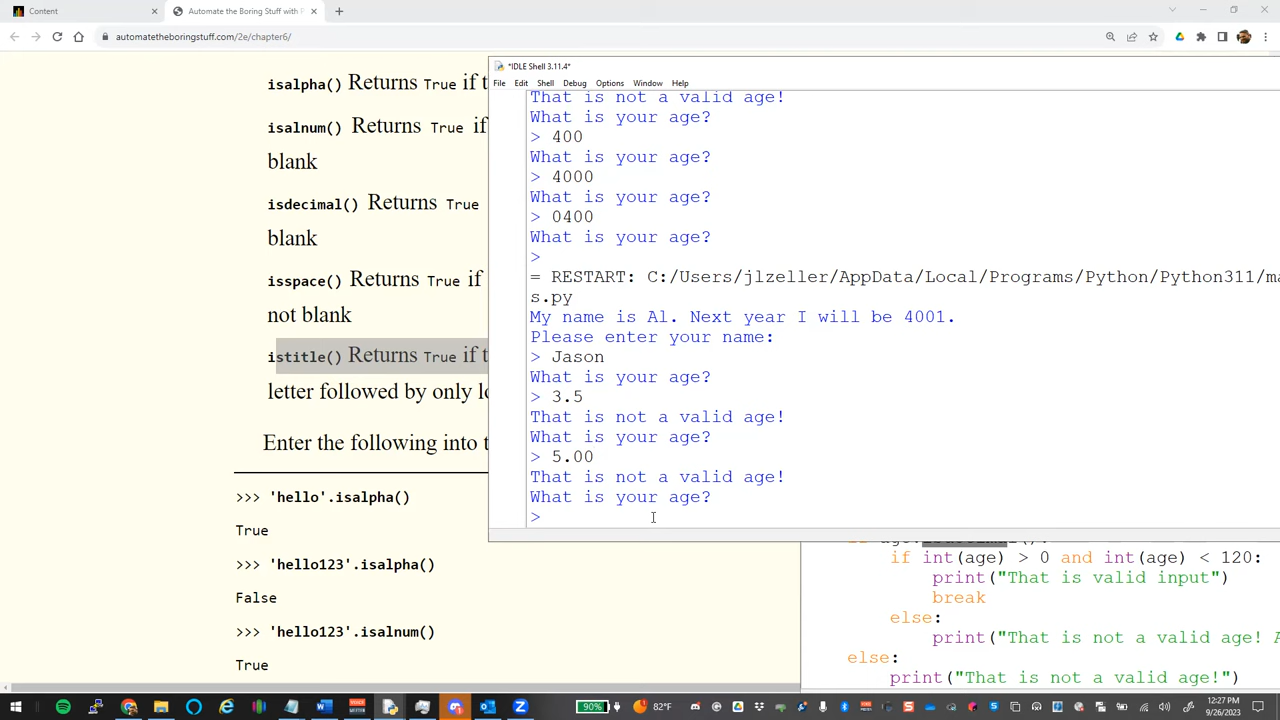 Content
Automate the Boring Stuff with P
automatetheboringstuff.com/2e/chapter6/
isalpha() Returns True if t
isalnum() Returns True if
blank
isdecimal() Returns True
blank
isspace() Returns True if
not blank
istitle() Returns True if t
letter followed by only lo
Enter the following into t
>>> 'hello'.isalpha()
True
>>> 'hello123'.isalpha()
False
>>> 'hello123'.isalnum()
True
*IDLE Shell 3.11.4*
File Edit Shell Debug Options Window Help
That is not a valid age!
What is your age?
> 400
What is your age?
> 4000
What is your age?
> 0400
What is your age?
>
= RESTART: C:/Users/jlzeller/AppData/Local/Programs/Python/Python311/ma
s.py
My name is Al. Next year I will be 4001.
Please enter your name:
> Jason
What is your age?
> 3.5
That is not a valid age!
What is your age?
> 5.00
That is not a valid age!
What is your age?
>
if int(age) > 0 and int(age) < 120:
print("That is valid input")
break
else:
print("That is not a valid age! A
else:
print("That is not a valid age!")
90%
82°F
12:27 PM
9/26/2023